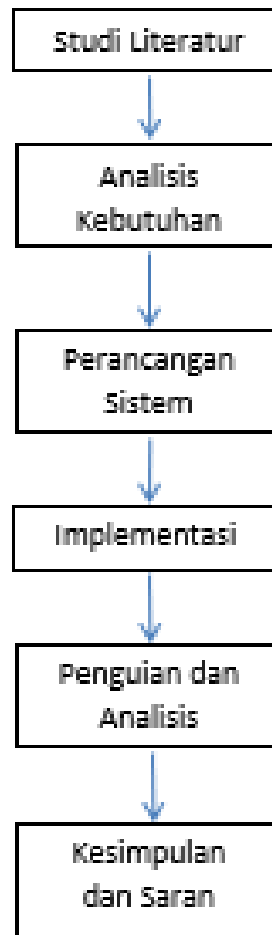 Studi Literatur
Analisis
Kebutuhan
Perancangan
Sistem
Implementasi
Penguian dan
Analisis
Kesimpulan
dan Saran